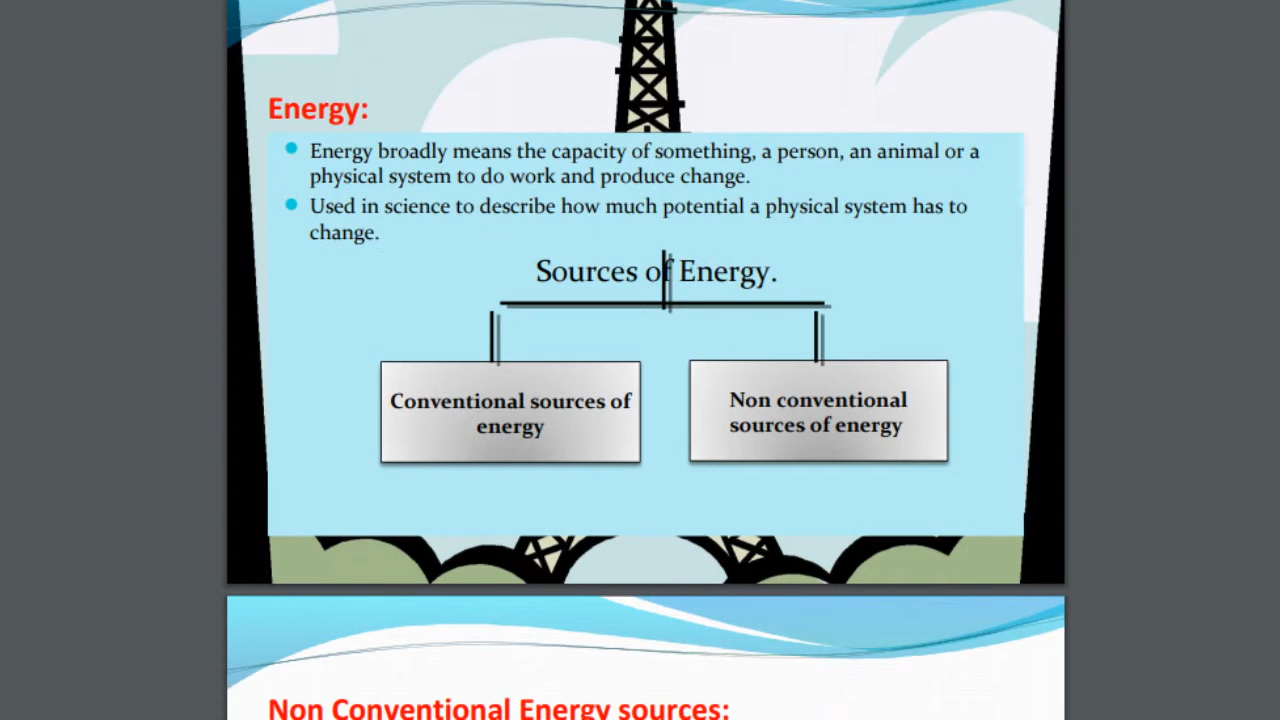 Energy:
Energy broadly means the capacity of something, a person, an animal or a
physical system to do work and produce change.
Used in science to describe how much potential a physical system has to
change.
Sources of Energy.
Conventional sources of
energy
Non conventional
sources of energy
Non Conventional Energy sources: